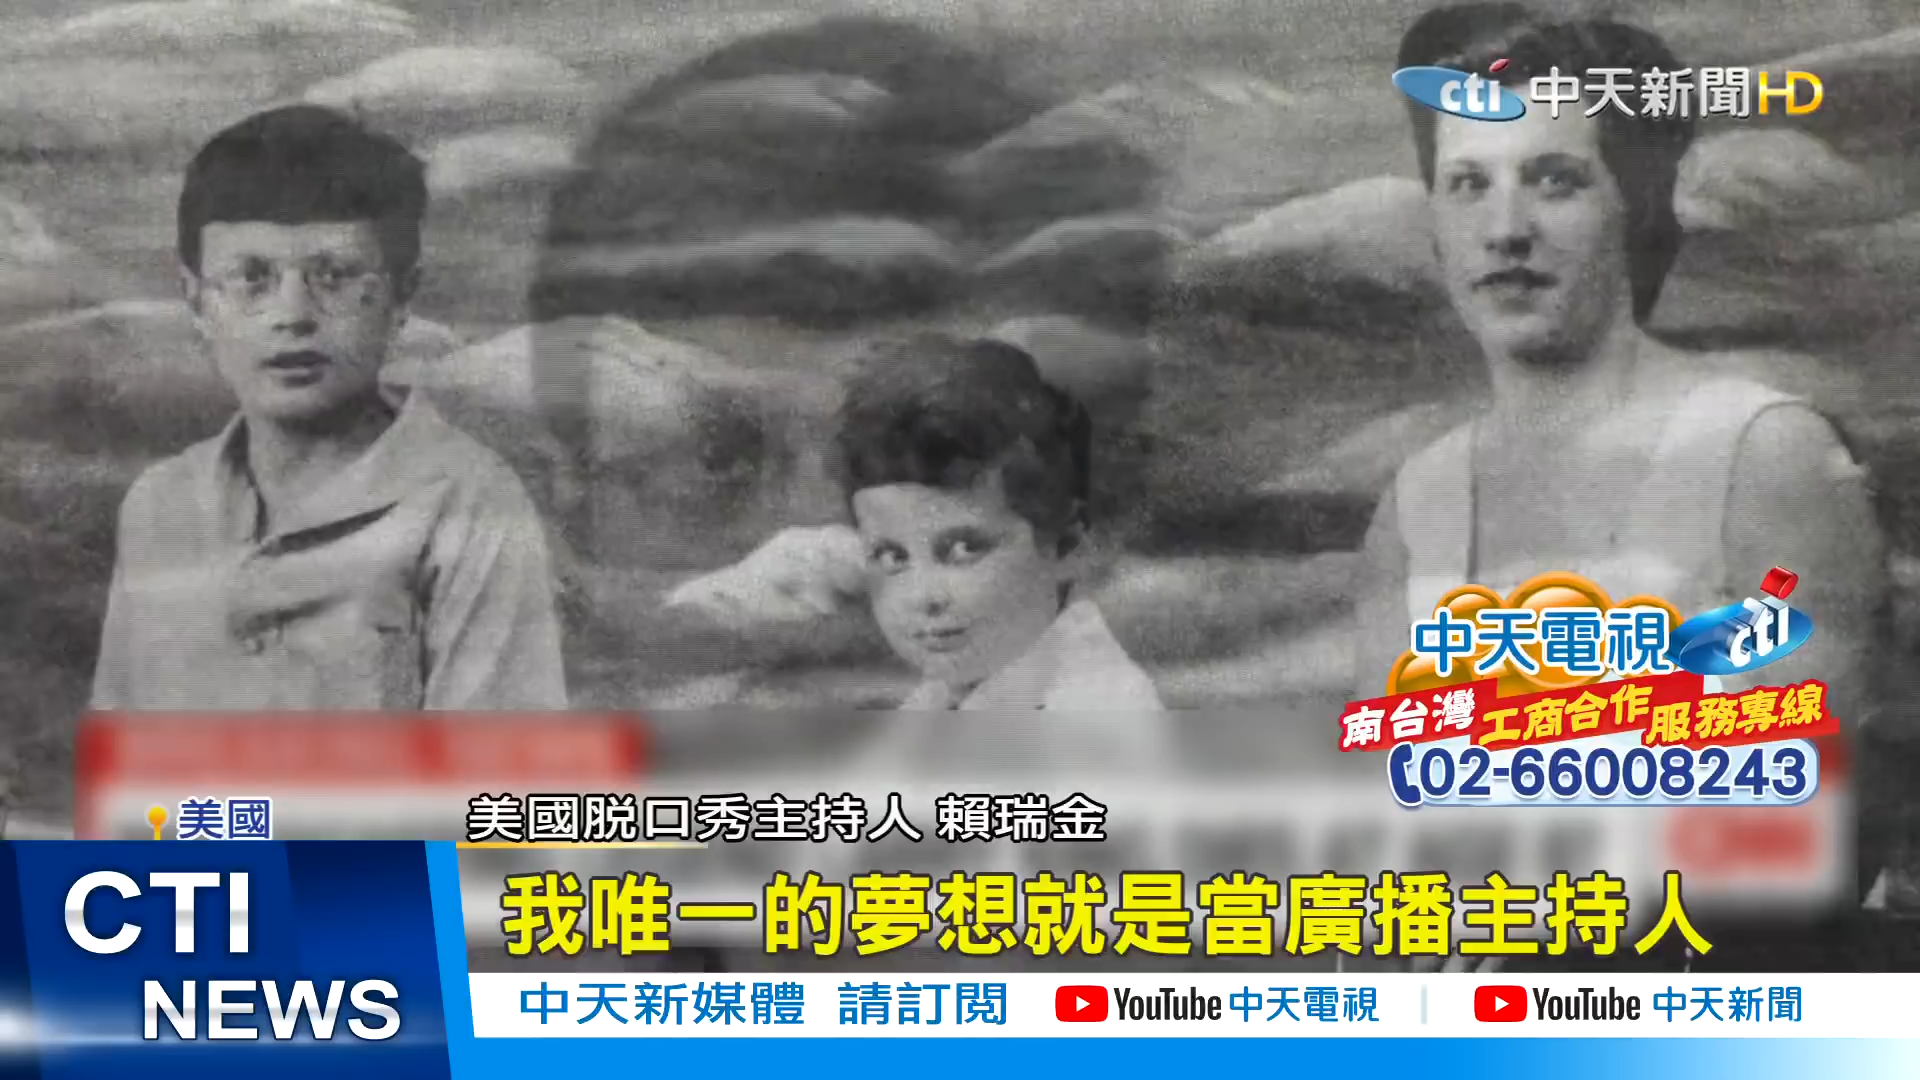 cti 中天新聞HD
中天電視 cti
南台灣 工商合作 服務專線
02-66008243
美國
美國脫口秀主持人 賴瑞金
我唯一的夢想就是當廣播主持人
CTI
NEWS
中天新媒體 請訂閱 YouTube 中天電視 | YouTube 中天新聞